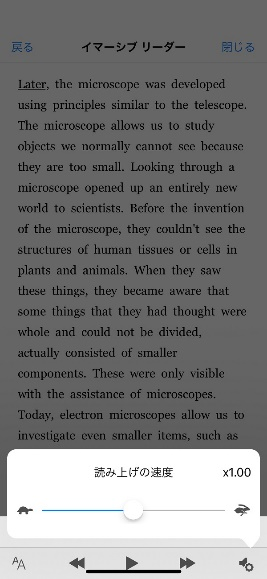 戻る イマーシブ リーダー 閉じる
Later, the microscope was developed
using principles similar to the telescope.
The microscope allows us to study
objects we normally cannot see because
they are too small. Looking through a
microscope opened up an entirely new
world to scientists. Before the invention
of the microscope, they couldn't see the
structures of human tissues or cells in
plants and animals. When they saw
these things, they became aware that
some things that they had thought were
whole and could not be divided,
actually consisted of smaller
components. These were only visible
with the assistance of microscopes.
Today, electron microscopes allow us to
investigate even smaller items, such as
読み上げの速度 x1.00
AA